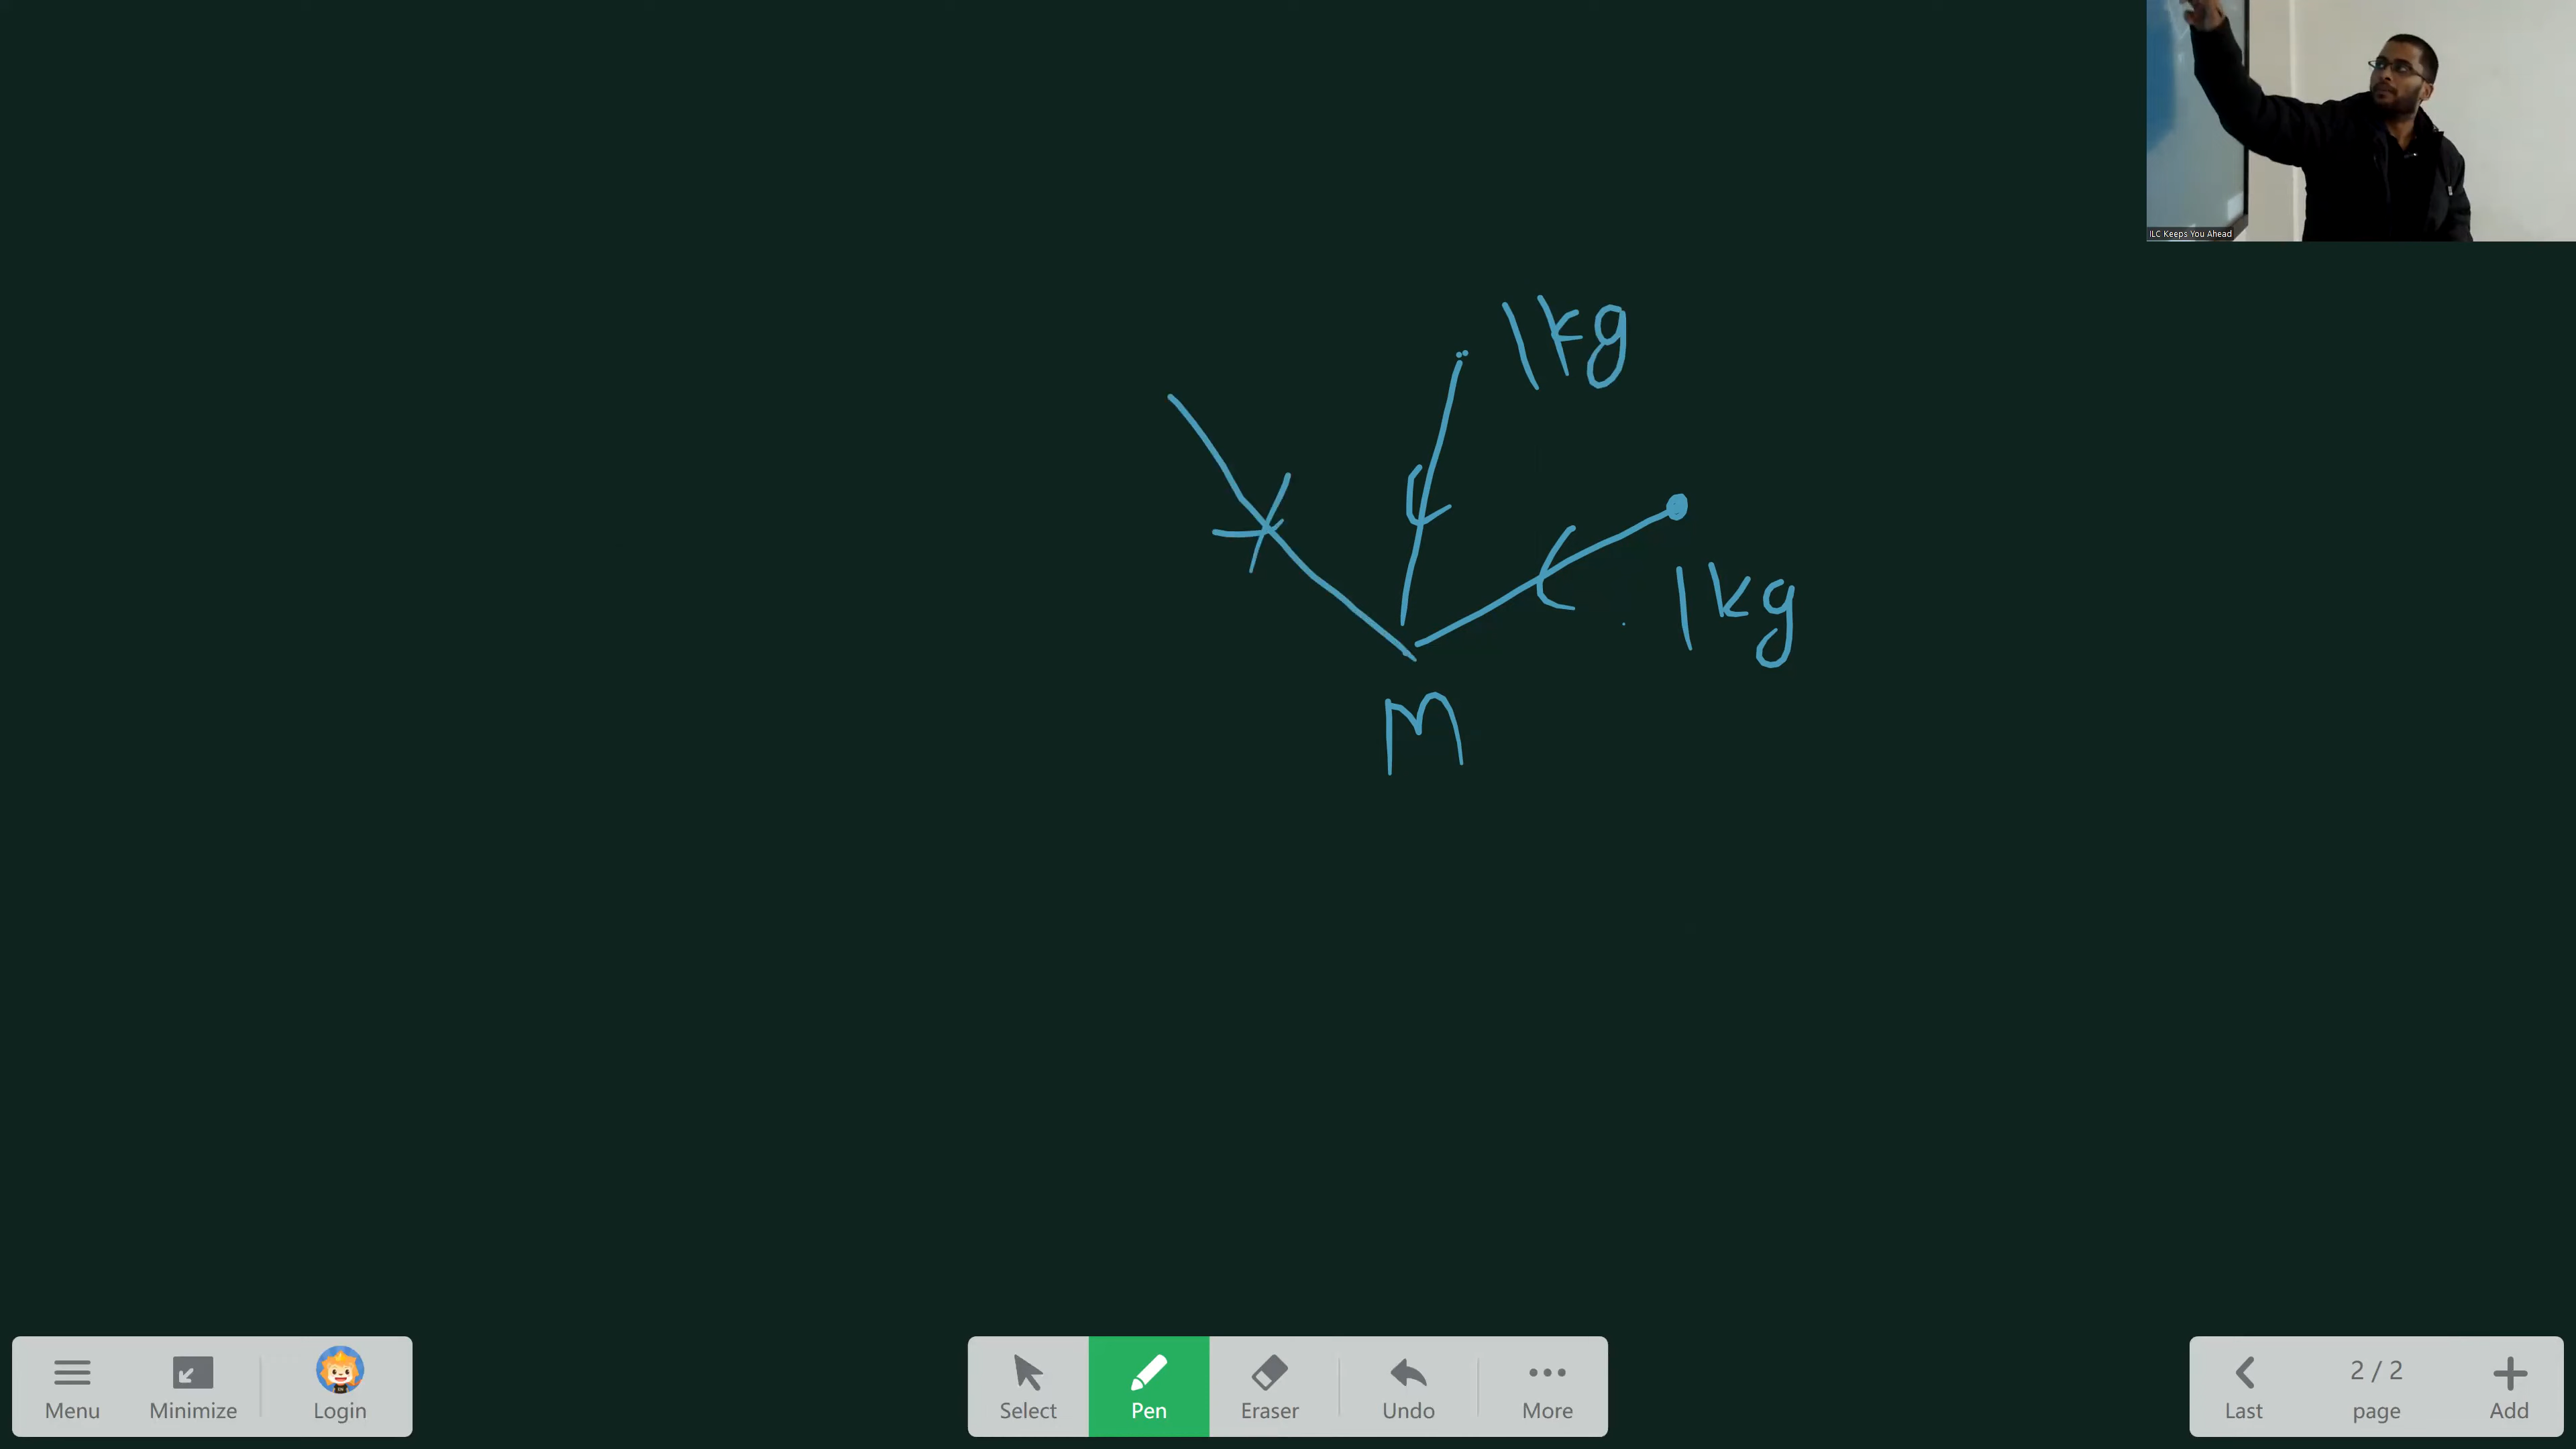 ILC Keeps You Ahead
1kg
1kg
M
Menu
Minimize
Login
Select
Pen
Eraser
Undo
More
Last
2 / 2
page
Add